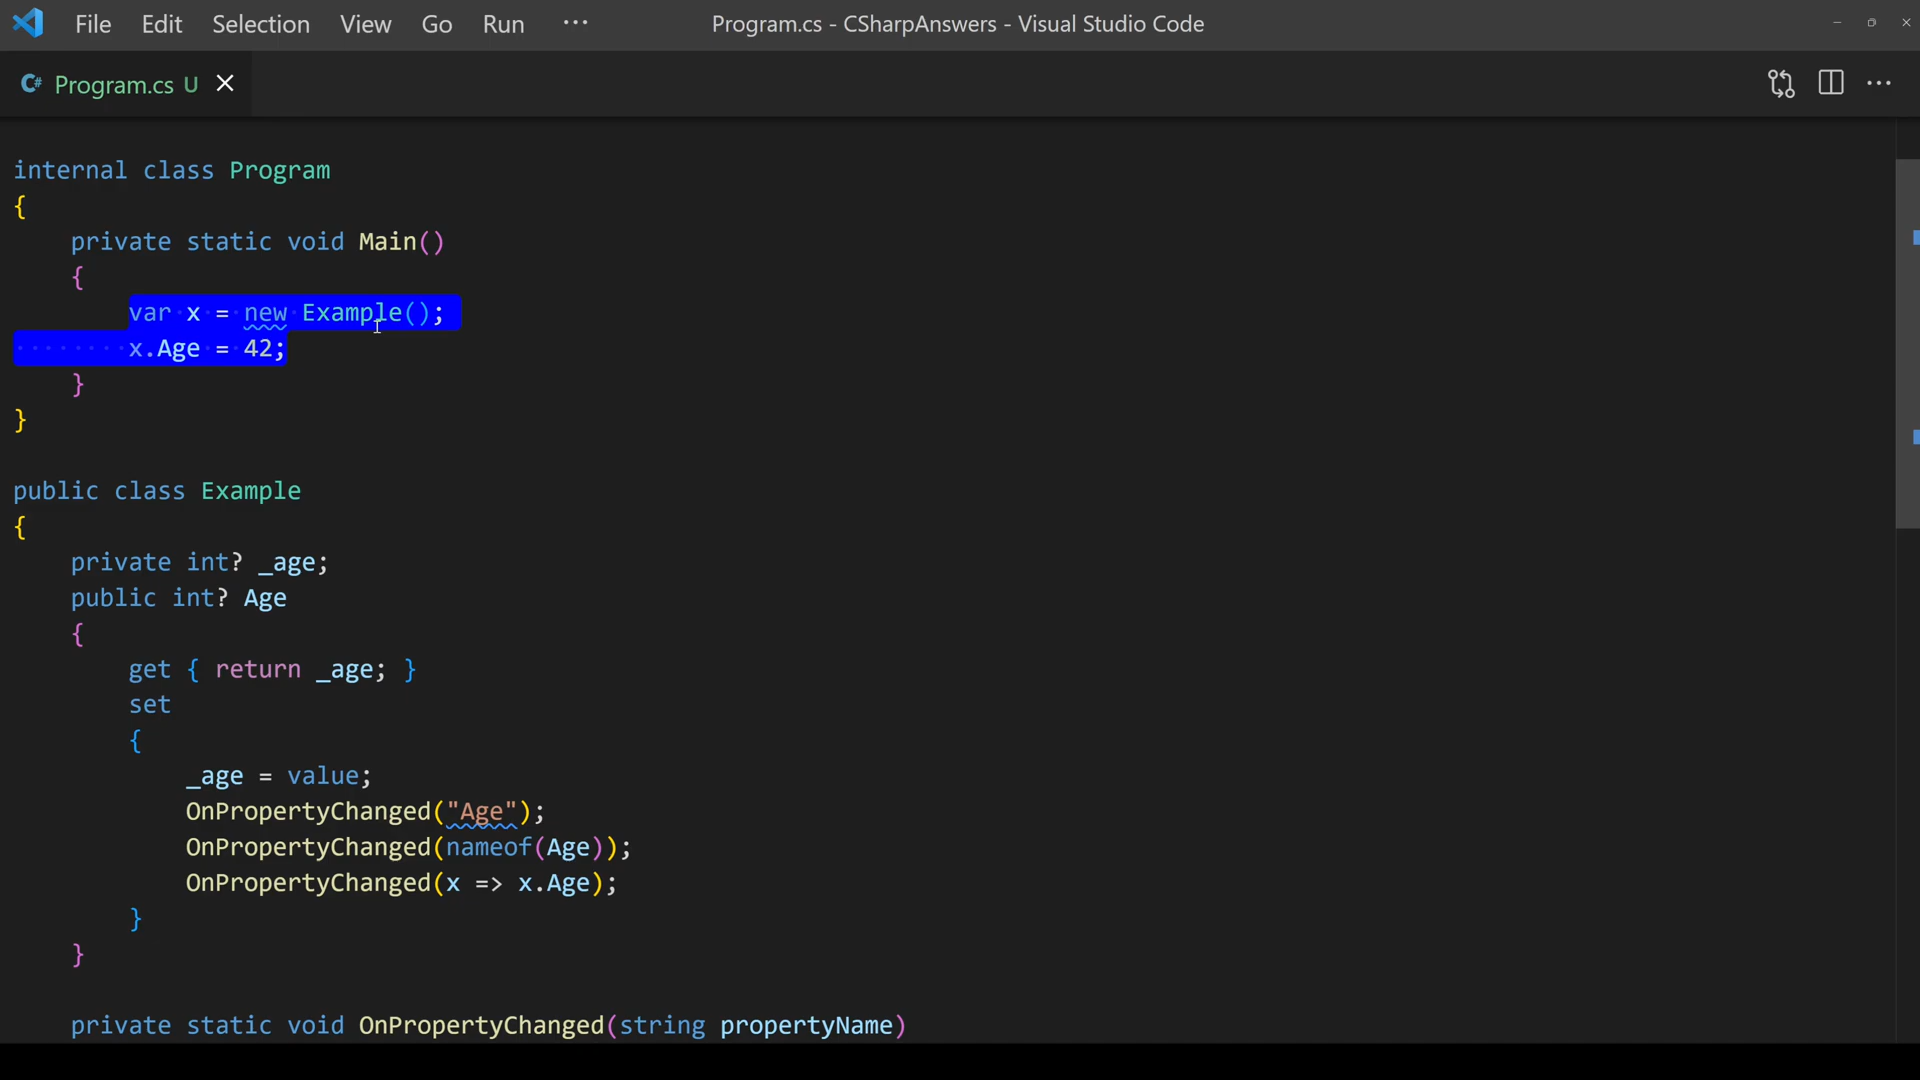 File Edit Selection View Go Run ··· Program.cs - CSharpAnswers - Visual Studio Code
C# Program.cs U
internal class Program
{
    private static void Main()
    {
        var x = new Example();
        x.Age = 42;
    }
}
public class Example
{
    private int? _age;
    public int? Age
    {
        get { return _age; }
        set
        {
            _age = value;
            OnPropertyChanged("Age");
            OnPropertyChanged(nameof(Age));
            OnPropertyChanged(x => x.Age);
        }
    }
    private static void OnPropertyChanged(string propertyName)